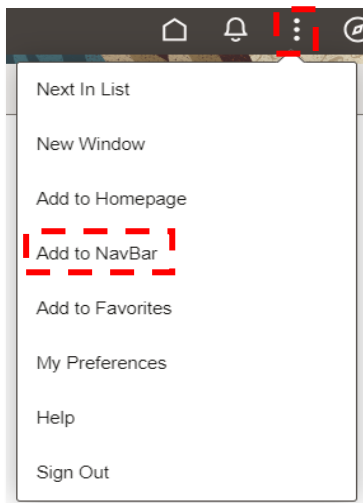 Next In List
New Window
Add to Homepage
Add to NavBar
Add to Favorites
My Preferences
Help
Sign Out